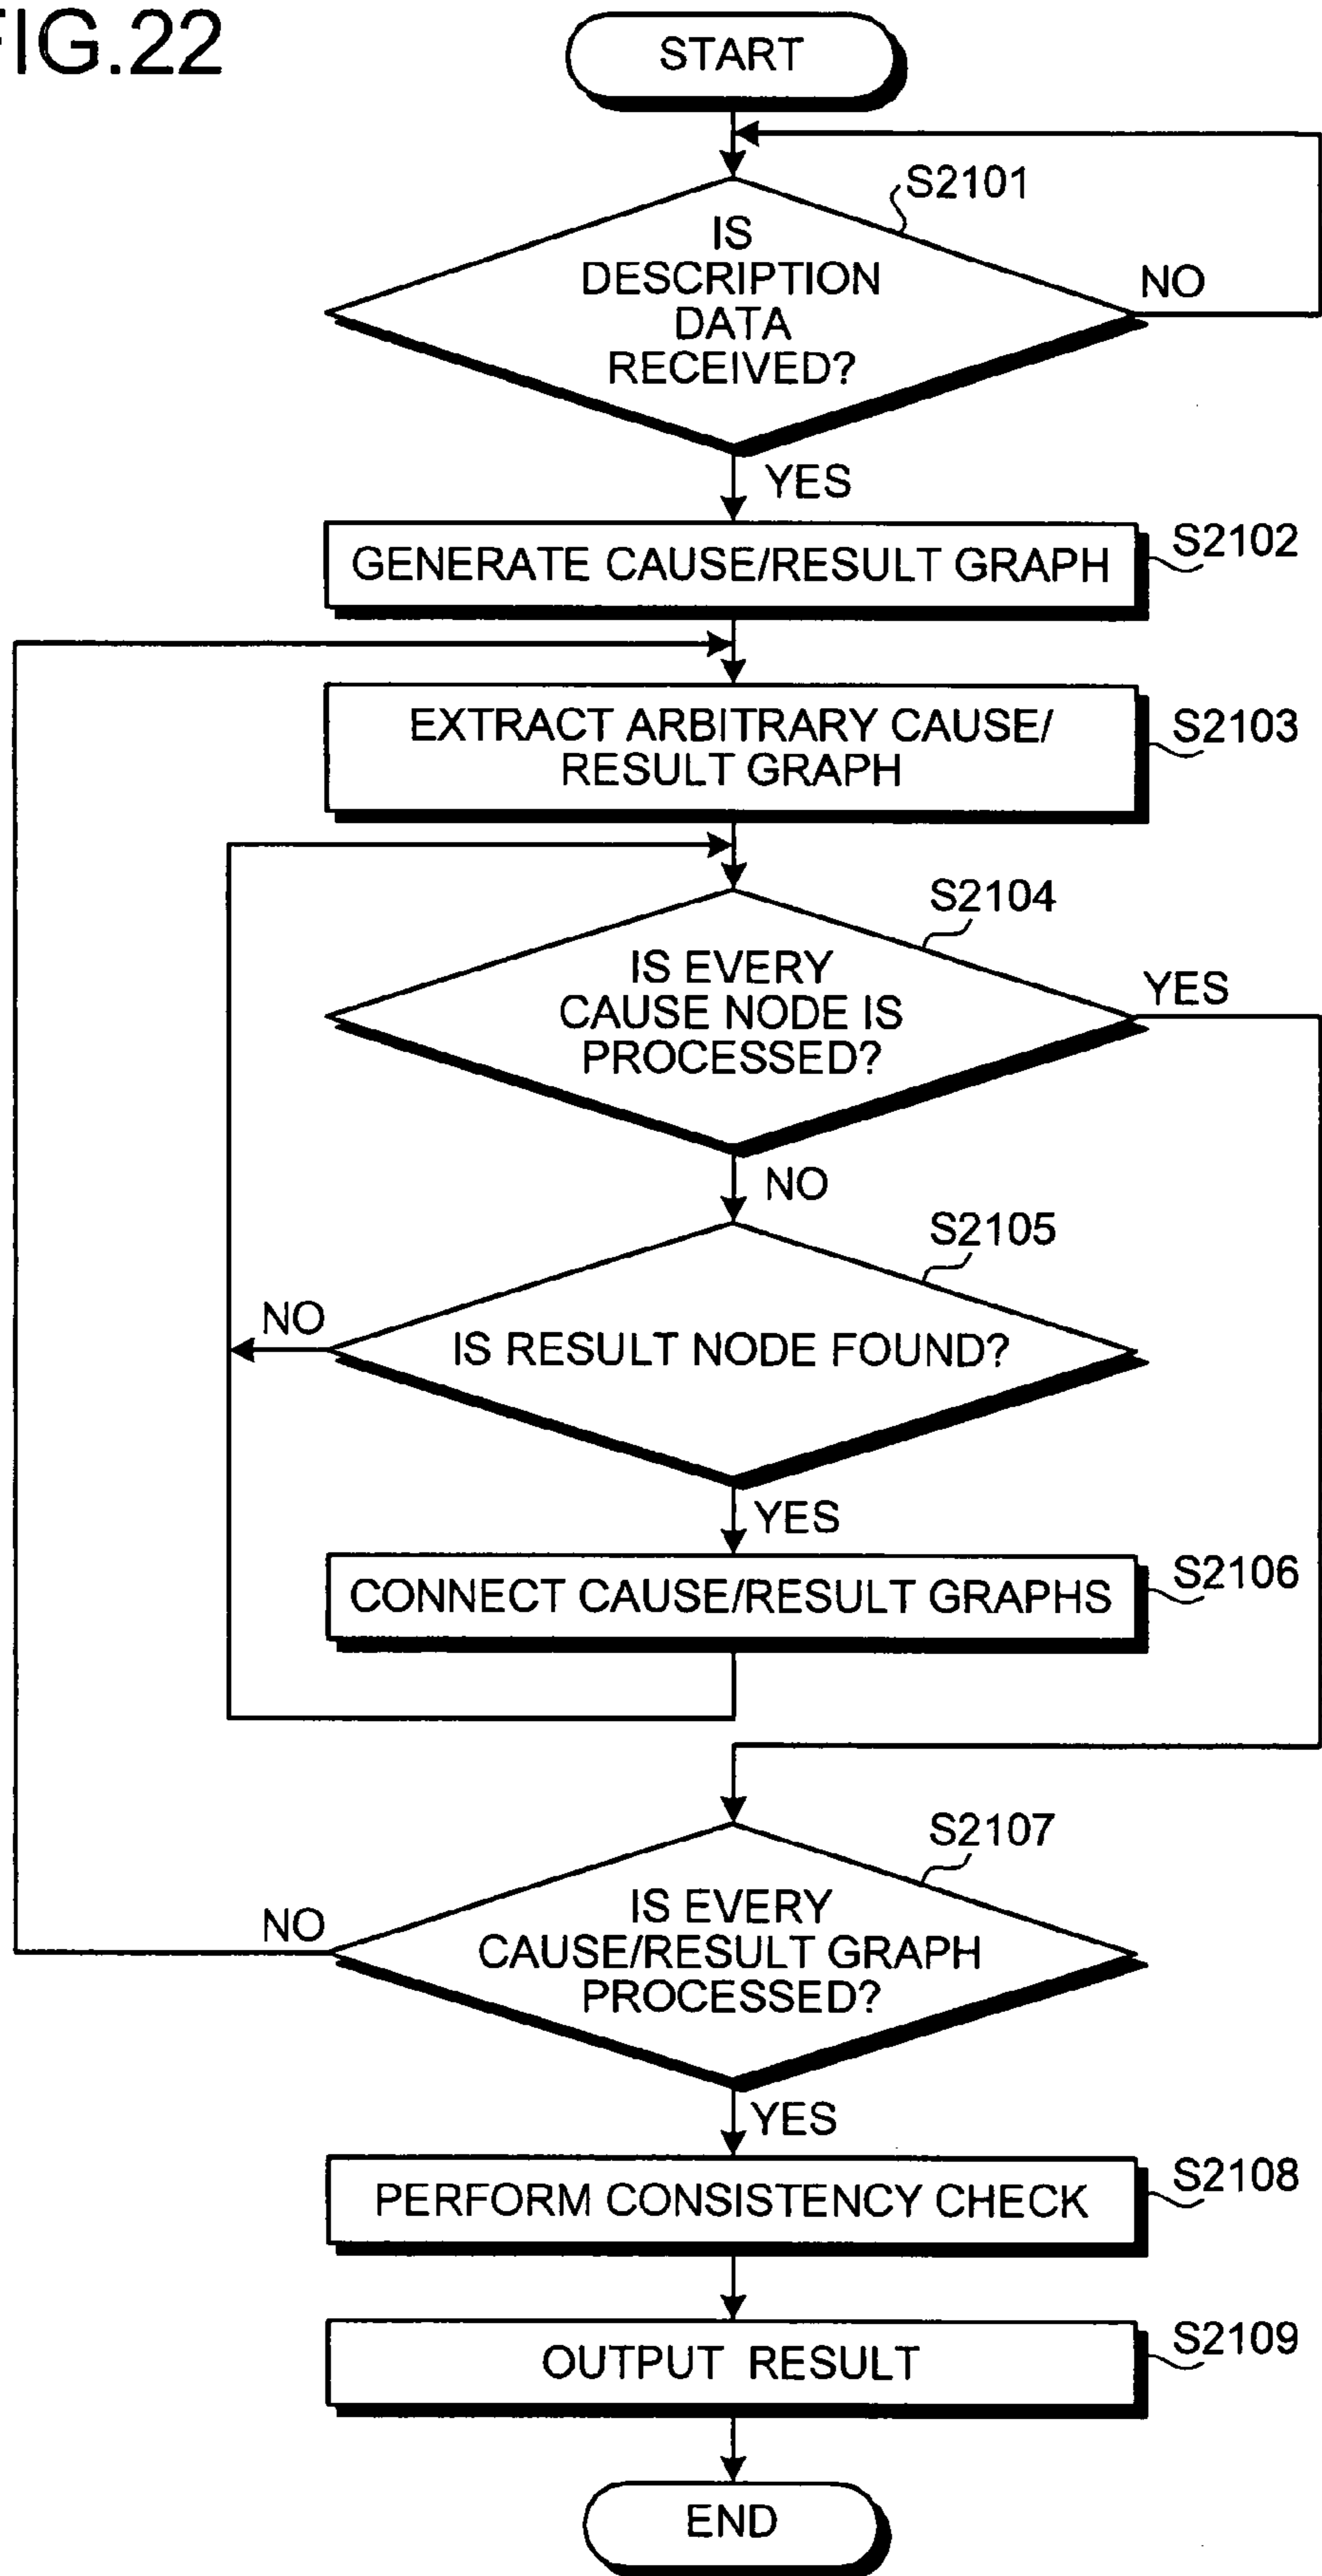 FIG.22
START
S2101
IS
DESCRIPTION
DATA
RECEIVED?
NO
YES
GENERATE CAUSE/RESULT GRAPH
S2102
EXTRACT ARBITRARY CAUSE/
RESULT GRAPH
S2103
S2104
IS EVERY
CAUSE NODE IS
PROCESSED?
YES
NO
S2105
NO
IS RESULT NODE FOUND?
YES
CONNECT CAUSE/RESULT GRAPHS
S2106
S2107
NO
IS EVERY
CAUSE/RESULT GRAPH
PROCESSED?
YES
PERFORM CONSISTENCY CHECK
S2108
OUTPUT RESULT
S2109
END